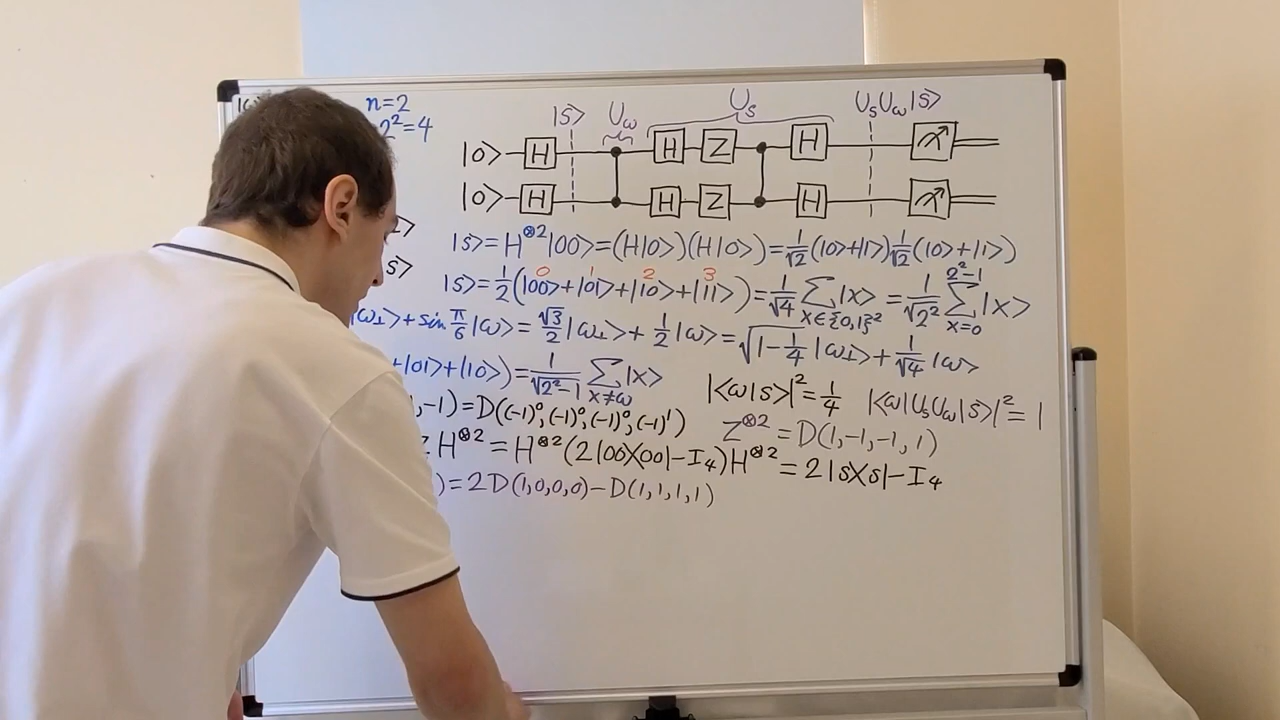 n=2
2²=4
|s⟩ U_ω U_s U_sU_ω|s⟩
|0⟩ H H Z H
|0⟩ H H Z H
|s⟩=H^⊗2|00⟩=(H|0⟩)(H|0⟩)=1/√2(|0⟩+|1⟩)1/√2(|0⟩+|1⟩)
s⟩
0 1 2 3
|s⟩=1/2(|00⟩+|01⟩+|10⟩+|11⟩)=1/√4 ∑_{x∈{0,1}²}|x⟩=1/√2² ∑_{x=0}^{2²-1}|x⟩
|ω⊥⟩+sin π/6|ω⟩=√3/2|ω⊥⟩+1/2|ω⟩=√(1-1/4)|ω⊥⟩+1/√4|ω⟩
+|01⟩+|10⟩)=1/√(2²-1) ∑_{x≠ω}|x⟩
|⟨ω|s⟩|²=1/4 |⟨ω|U_sU_ω|s⟩|²=1
,-1)=D((-1)⁰,(-1)⁰,(-1)⁰,(-1)¹)
Z^⊗2=D(1,-1,-1,1)
Z H^⊗2=H^⊗2(2|00⟩⟨00|-I₄)H^⊗2=2|s⟩⟨s|-I₄
)=2D(1,0,0,0)-D(1,1,1,1)